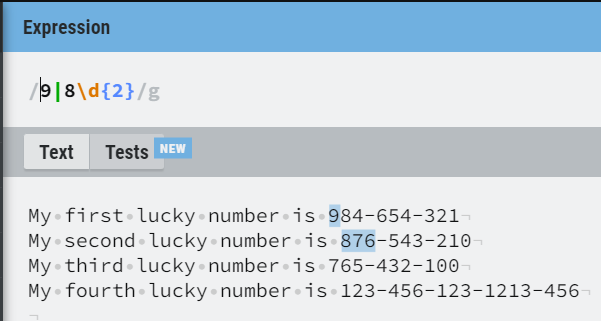 Expression
/9|8\d{2}/g
Text Tests NEW
My first lucky number is 984-654-321
My second lucky number is 876-543-210
My third lucky number is 765-432-100
My fourth lucky number is 123-456-123-1213-456